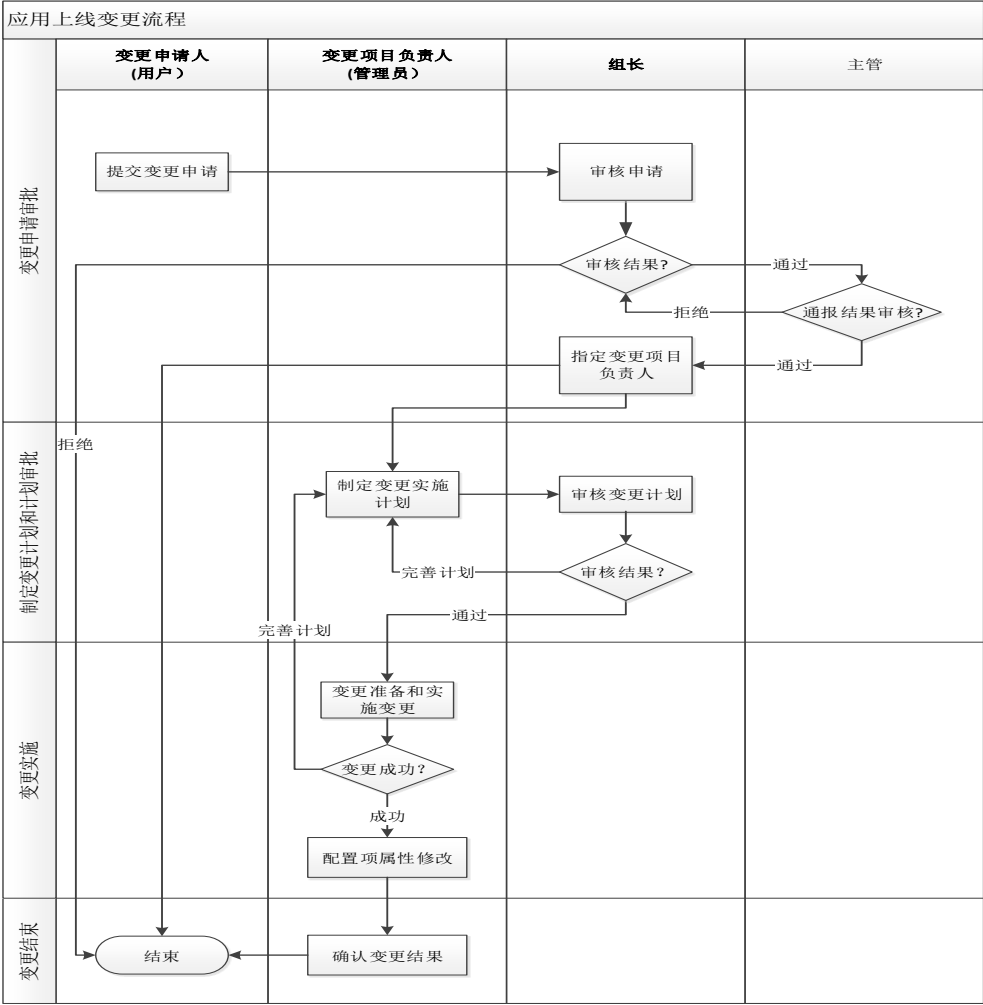 应用上线变更流程
变更申请人
(用户）
变更项目负责人
(管理员）
组长
主管
变更申请审批
提交变更申请
审核申请
审核结果?
通过
通报结果审核?
拒绝
指定变更项目
负责人
通过
拒绝
制定变更计划和计划审批
制定变更实施
计划
审核变更计划
完善计划
审核结果？
通过
完善计划
变更实施
变更准备和实
施变更
变更成功？
成功
配置项属性修改
变更结束
结束
确认变更结果